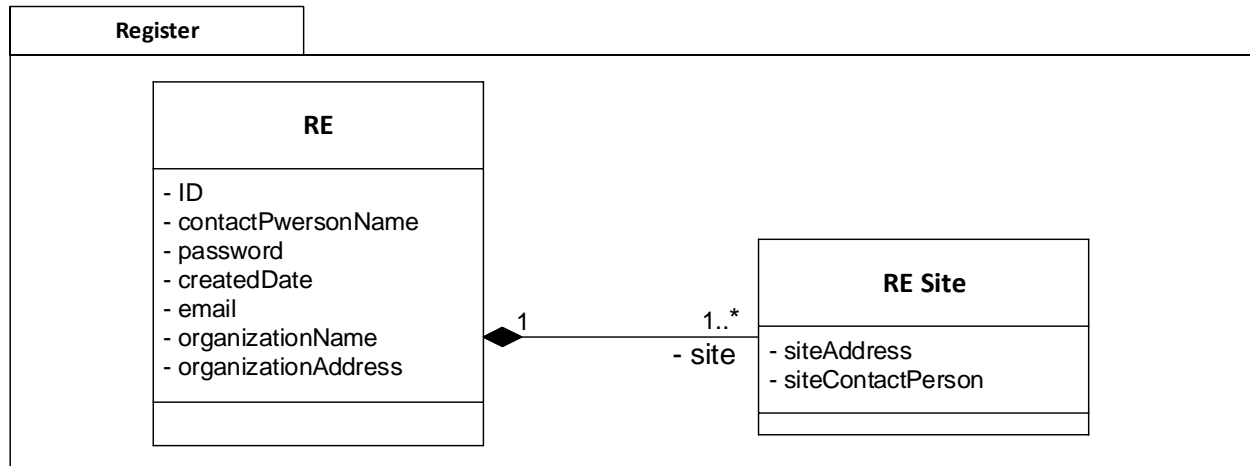 Register
RE
- ID
- contactPwersonName
- password
- createdDate
- email
- organizationName
- organizationAddress
1
1..*
- site
RE Site
- siteAddress
- siteContactPerson